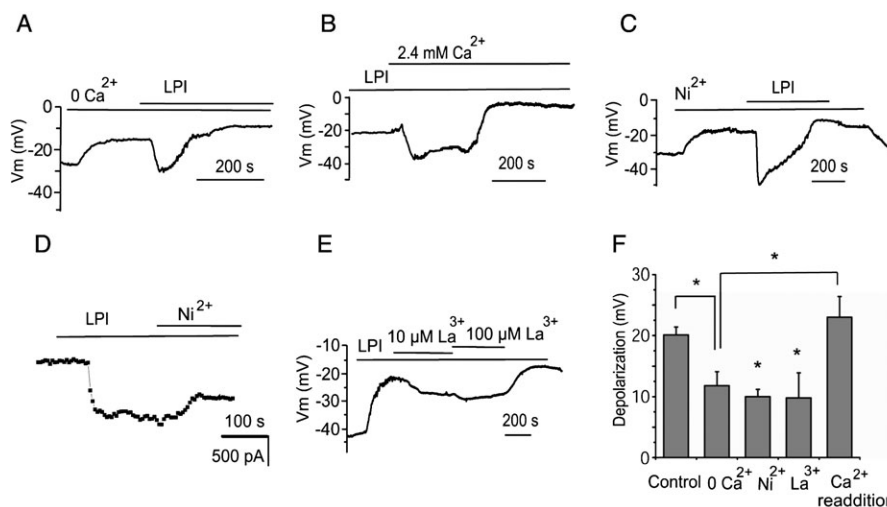 A
0 Ca²⁺
LPI
Vm (mV)
0
-20
-40
200 s
B
2.4 mM Ca²⁺
LPI
Vm (mV)
0
-20
-40
200 s
C
Ni²⁺
LPI
Vm (mV)
0
-20
-40
200 s
D
LPI
Ni²⁺
100 s
500 pA
E
LPI
10 µM La³⁺
100 µM La³⁺
Vm (mV)
-10
-20
-30
-40
-50
200 s
F
Depolarization (mV)
30
20
10
0
*
*
*
*
Control 0 Ca²⁺ Ni²⁺ La³⁺ Ca²⁺
readdition